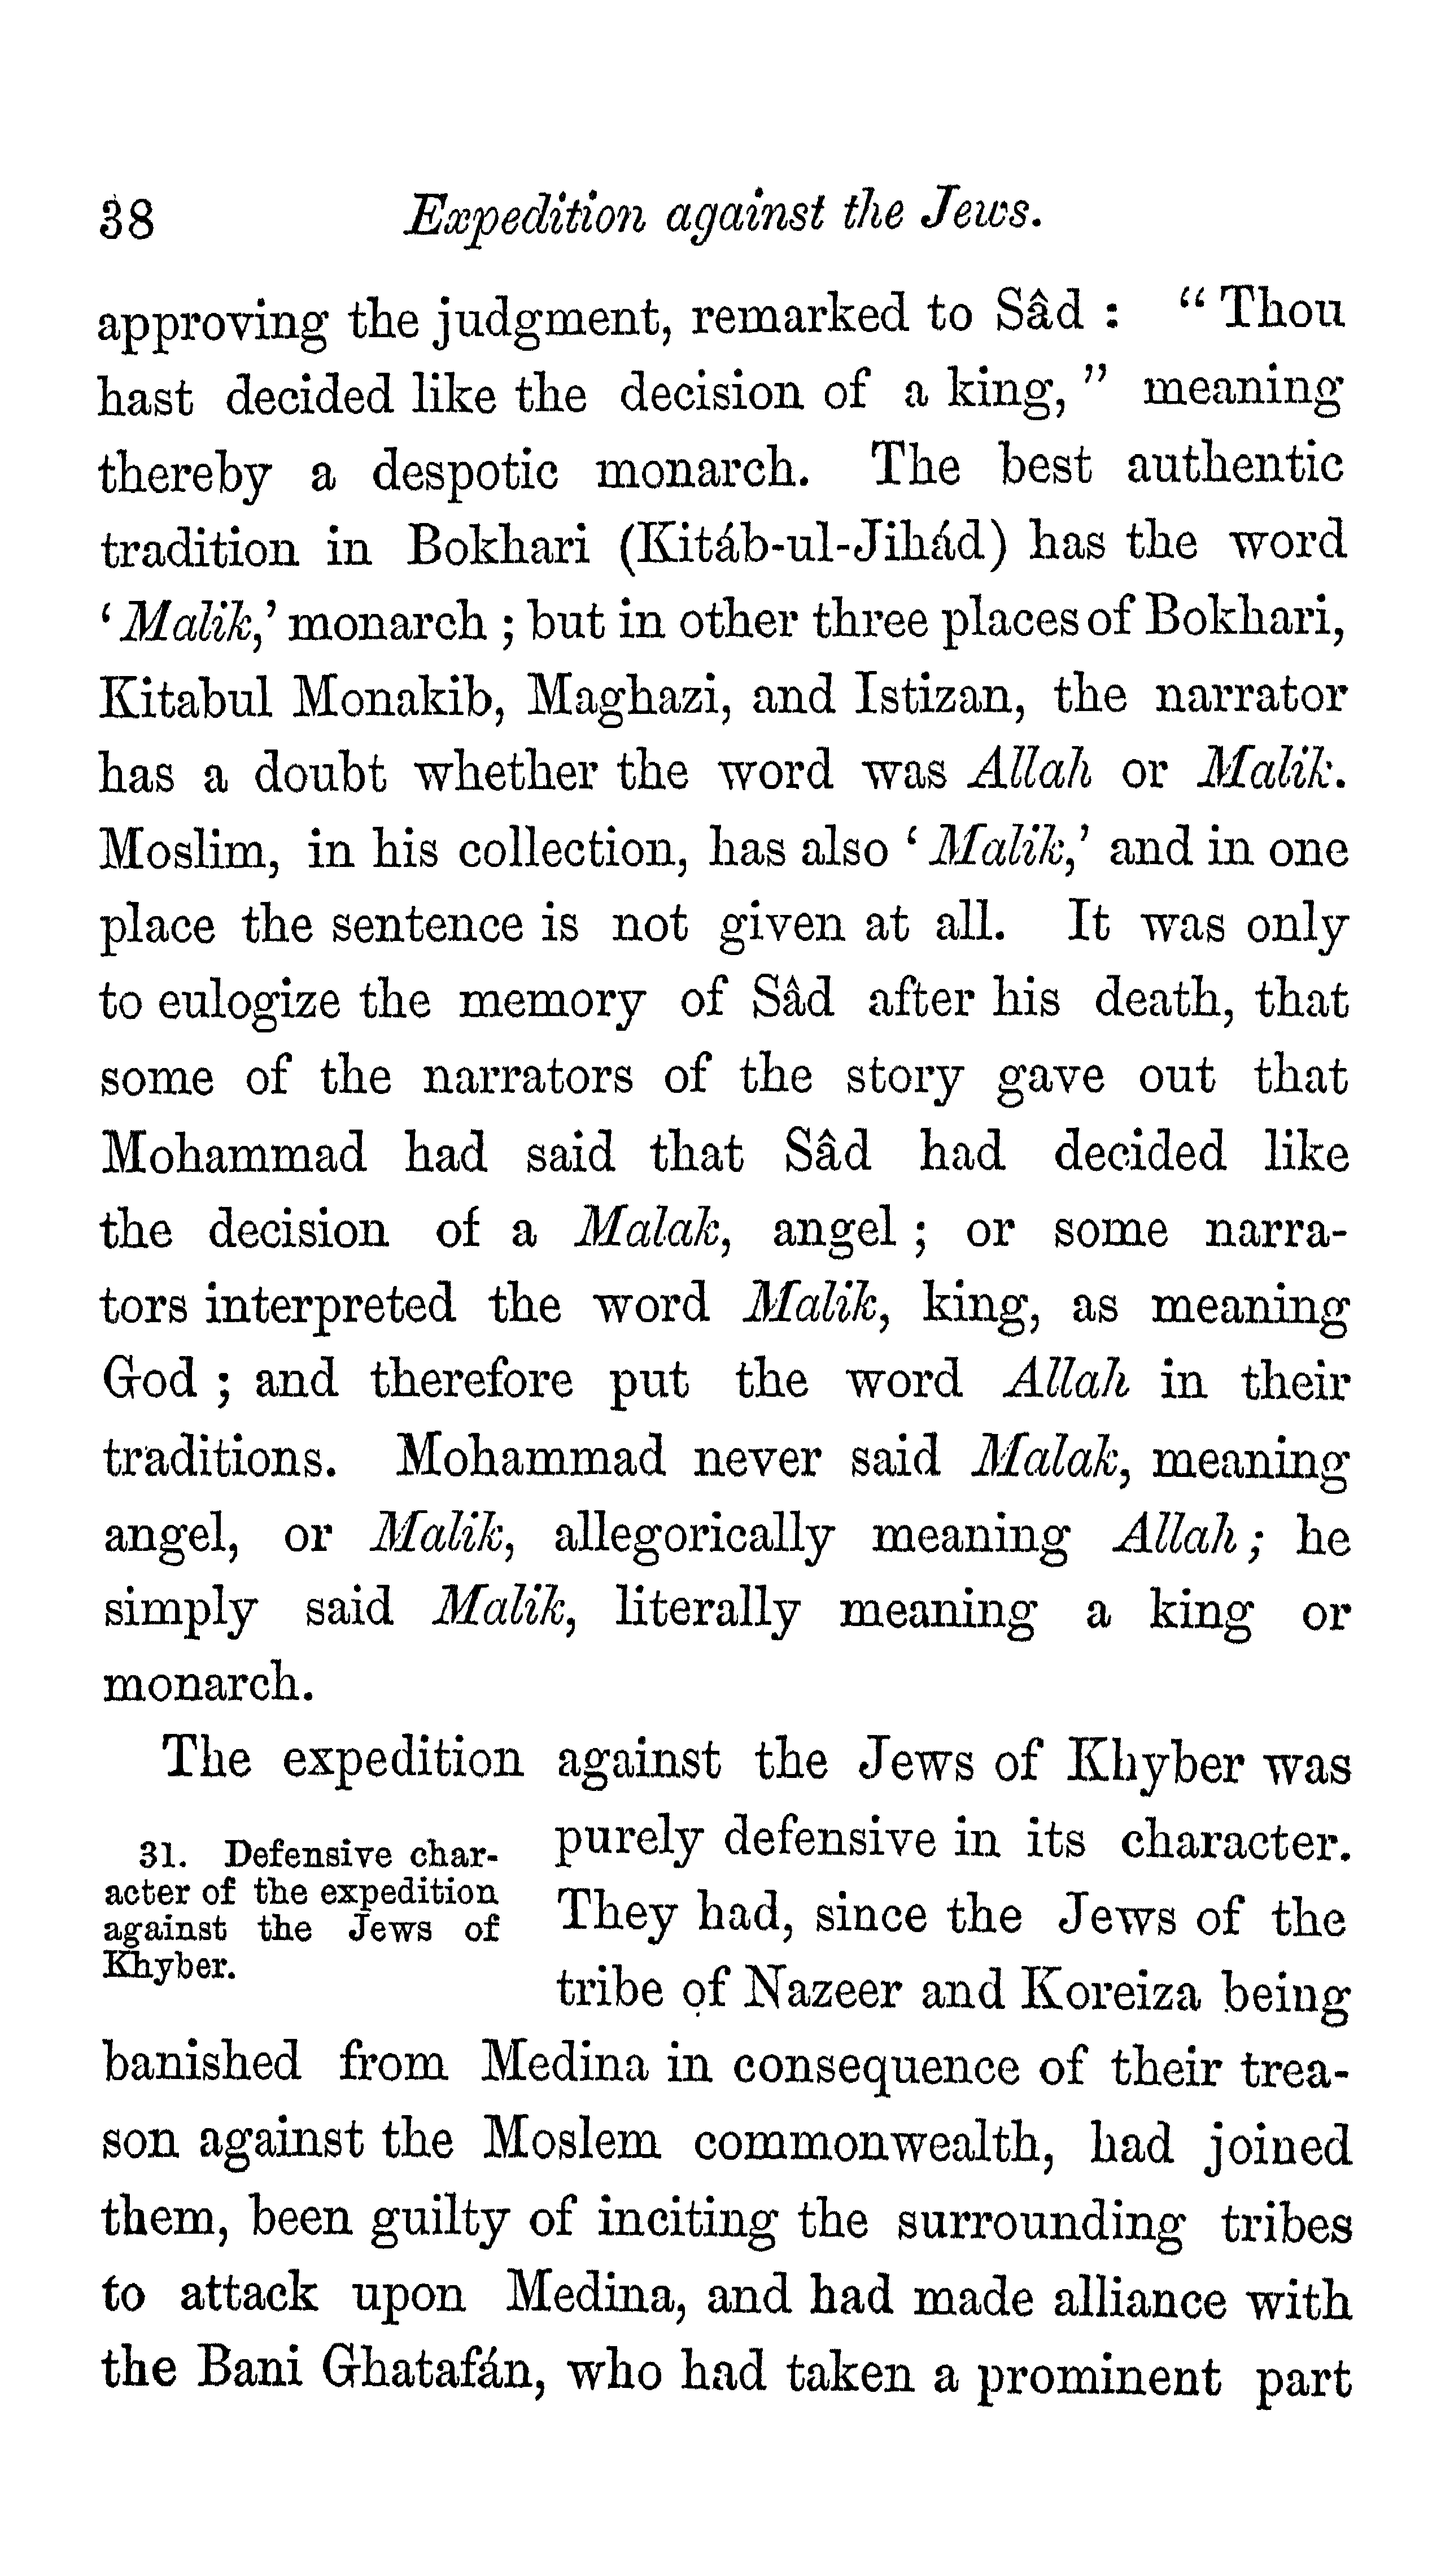 38 Expedition against the Jews.
approving the judgment, remarked to Sâd : “ Thou
hast decided like the decision of a king, ” meaning
thereby a despotic monarch. The best authentic
tradition in Bokhari (Kitáb-ul-Jihád) has the word
‘ Malik,’ monarch ; but in other three places of Bokhari,
Kitabul Monakib, Maghazi, and Istizan, the narrator
has a doubt whether the word was Allah or Malik.
Moslim, in his collection, has also ‘ Malik,’ and in one
place the sentence is not given at all. It was only
to eulogize the memory of Sâd after his death, that
some of the narrators of the story gave out that
Mohammad had said that Sâd had decided like
the decision of a Malak, angel ; or some narra-
tors interpreted the word Malik, king, as meaning
God ; and therefore put the word Allah in their
traditions. Mohammad never said Malak, meaning
angel, or Malik, allegorically meaning Allah ; he
simply said Malik, literally meaning a king or
monarch.
The expedition against the Jews of Khyber was
31. Defensive char-
acter of the expedition
against the Jews of
Khyber.
purely defensive in its character.
They had, since the Jews of the
tribe of Nazeer and Koreiza being
banished from Medina in consequence of their trea-
son against the Moslem commonwealth, had joined
them, been guilty of inciting the surrounding tribes
to attack upon Medina, and had made alliance with
the Bani Ghatafán, who had taken a prominent part